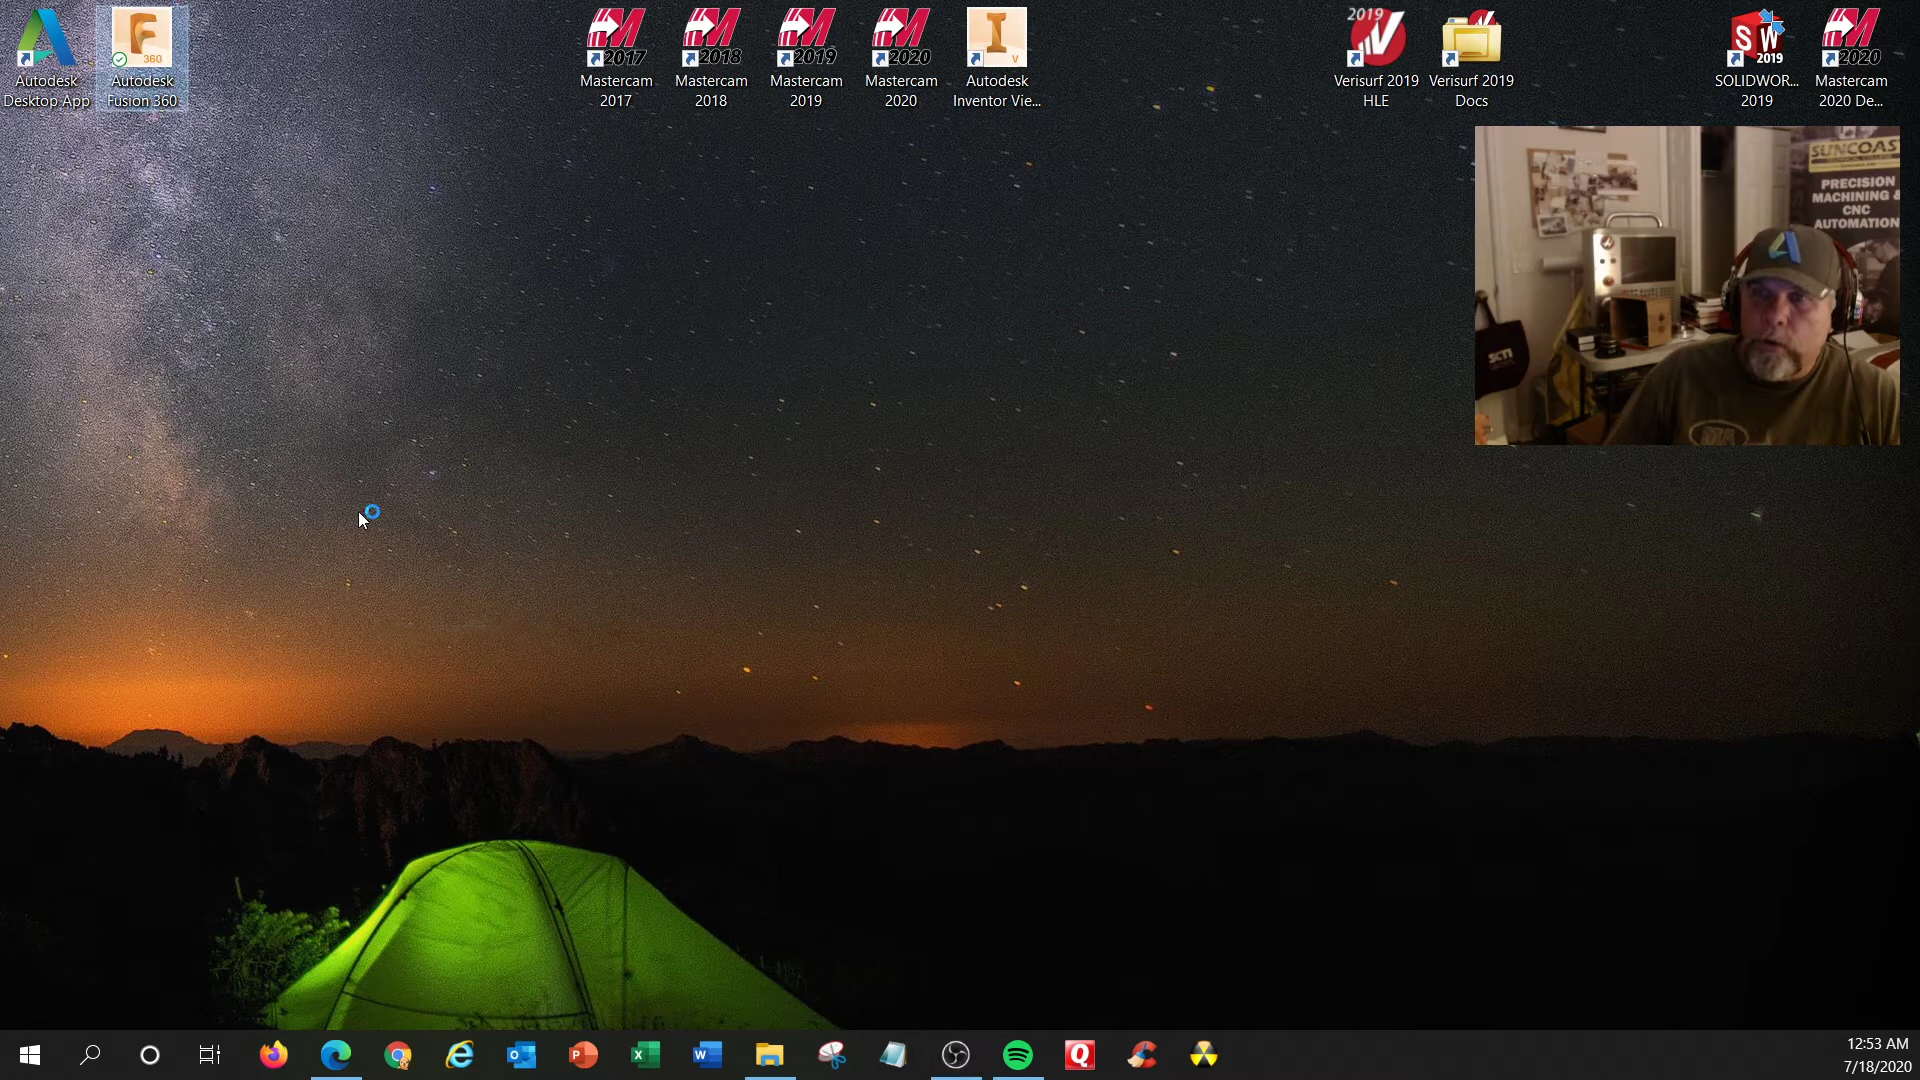 360
Autodesk
Desktop App
Autodesk
Fusion 360
2017
Mastercam
2017
2018
Mastercam
2018
2019
Mastercam
2019
2020
Mastercam
2020
V
Autodesk
Inventor Vie...
2019
Verisurf 2019
HLE
Verisurf 2019
Docs
SW
2019
SOLIDWOR...
2019
2020
Mastercam
2020 De...
SUNCOAS
PRECISION
MACHINING &
CNC
AUTOMATION
12:53 AM
7/18/2020